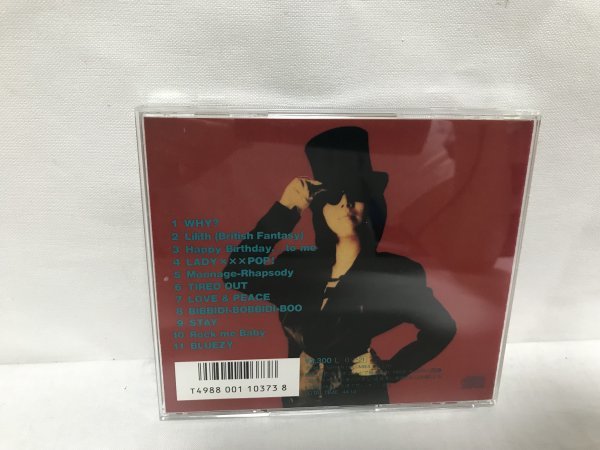 1 WHY?
2 Lilith (British Fantasy)
3 Happy Birthday, to me
4 LADY×××POP!
5 Moonage-Rhapsody
6 TIRED OUT
7 LOVE & PEACE
8 BIBBIDI-BOBBIDI-BOO
9 STAY
10 Rock me Baby
11 BLUEZY
T4988 001 10373 8